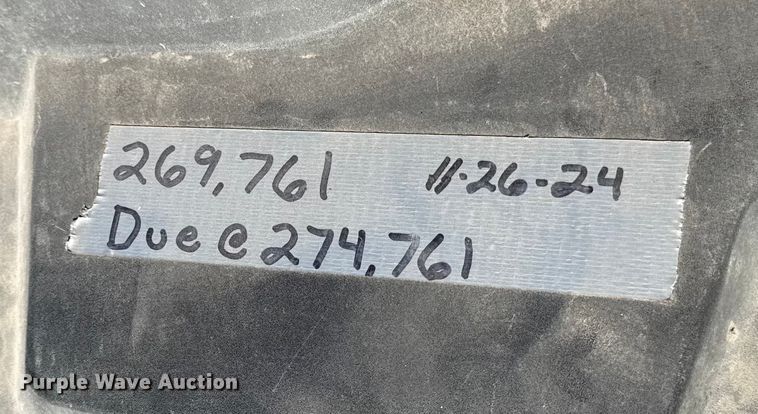 269,761 11-26-24
Due @ 274,761
Purple Wave Auction